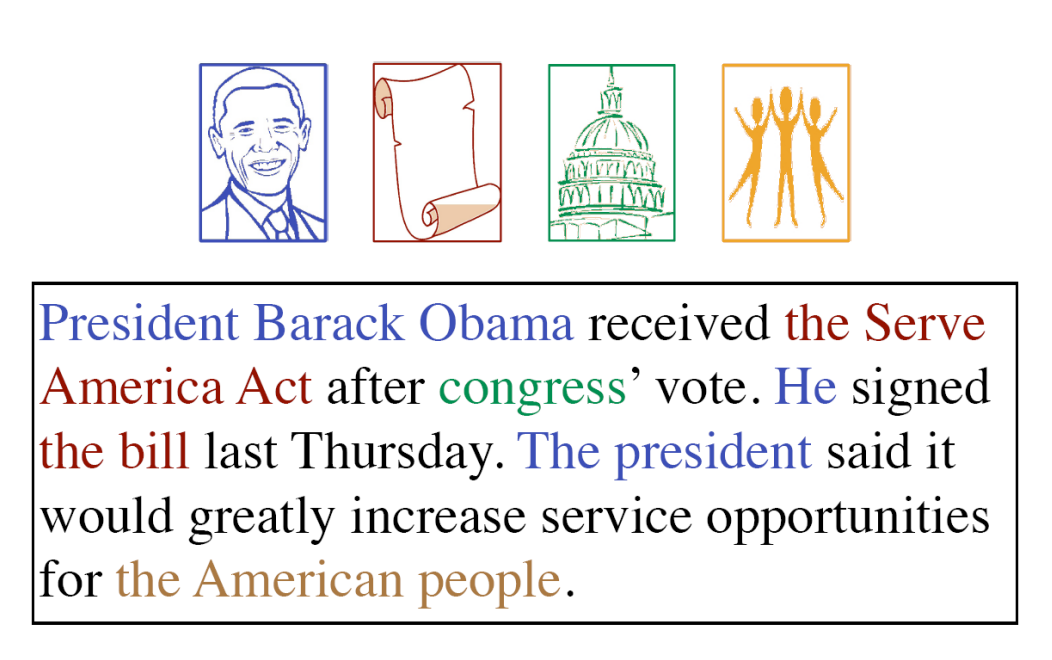 President Barack Obama received the Serve
America Act after congress’ vote. He signed
the bill last Thursday. The president said it
would greatly increase service opportunities
for the American people.